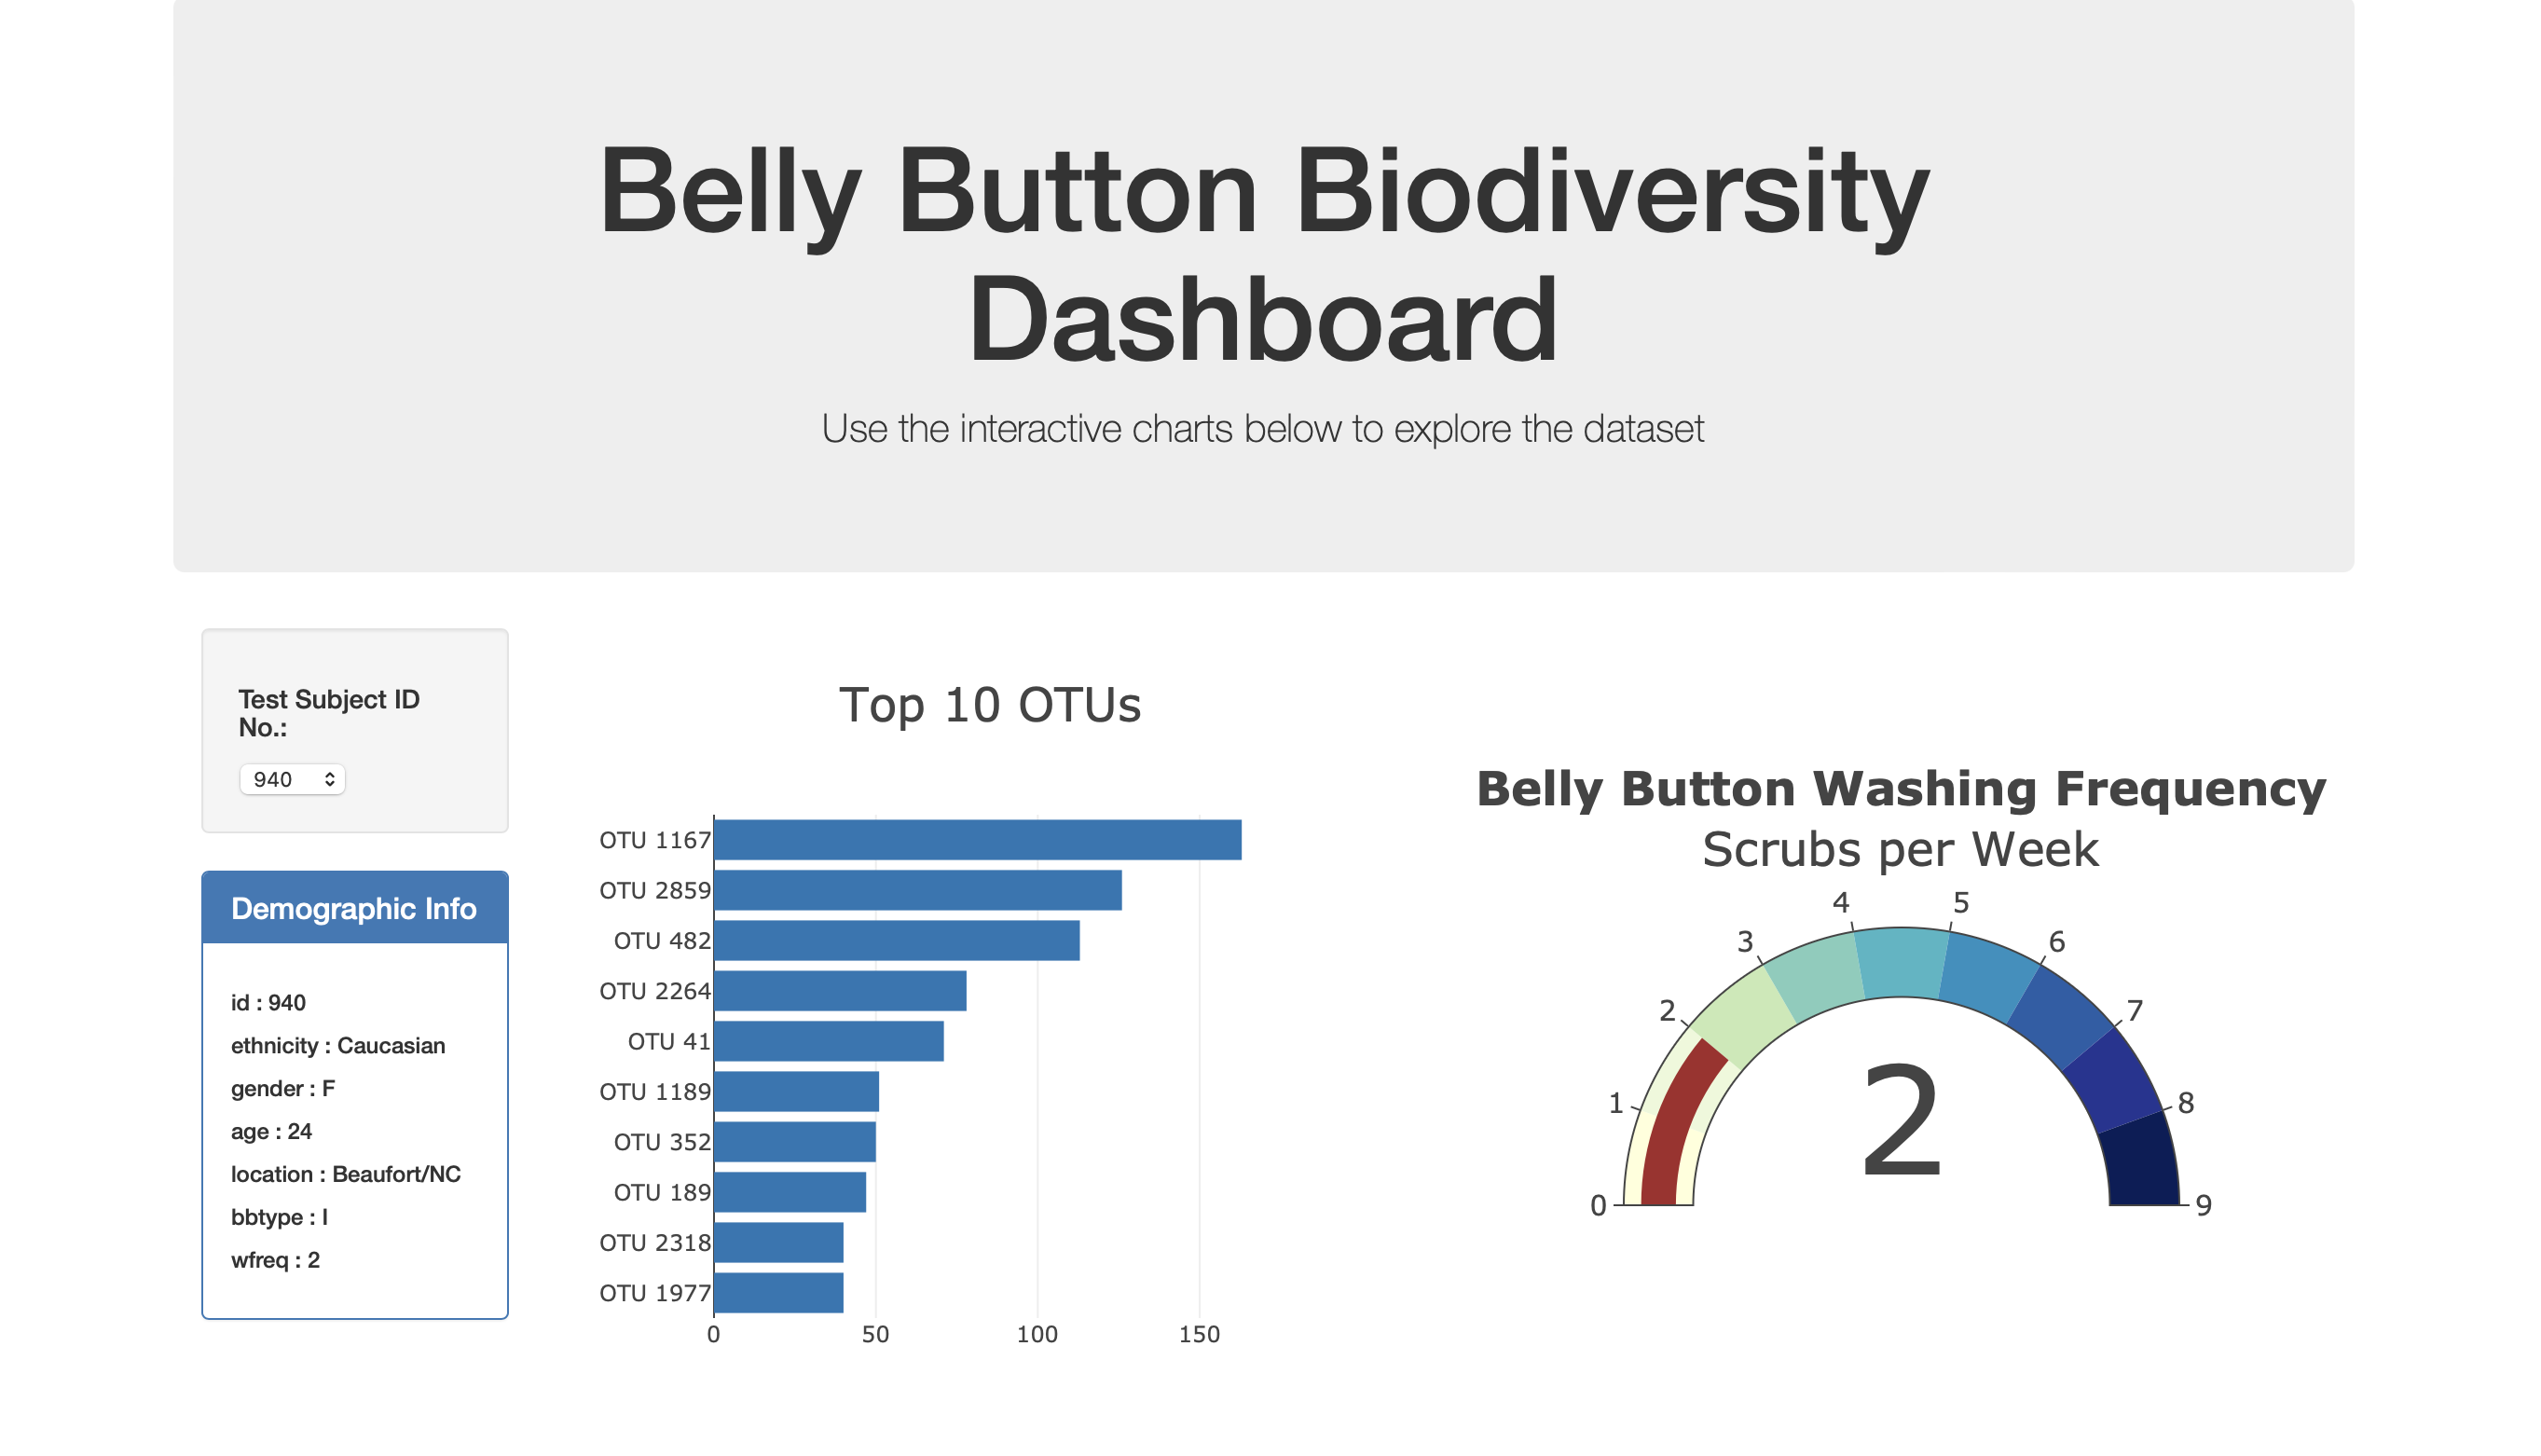 Belly Button Biodiversity
Dashboard
Use the interactive charts below to explore the dataset
Test Subject ID
No.:
940
Demographic Info
id : 940
ethnicity : Caucasian
gender : F
age : 24
location : Beaufort/NC
bbtype : I
wfreq : 2
Top 10 OTUs
OTU 1167
OTU 2859
OTU 482
OTU 2264
OTU 41
OTU 1189
OTU 352
OTU 189
OTU 2318
OTU 1977
0 50 100 150
Belly Button Washing Frequency
Scrubs per Week
0
1
2
3
4
5
6
7
8
9
2